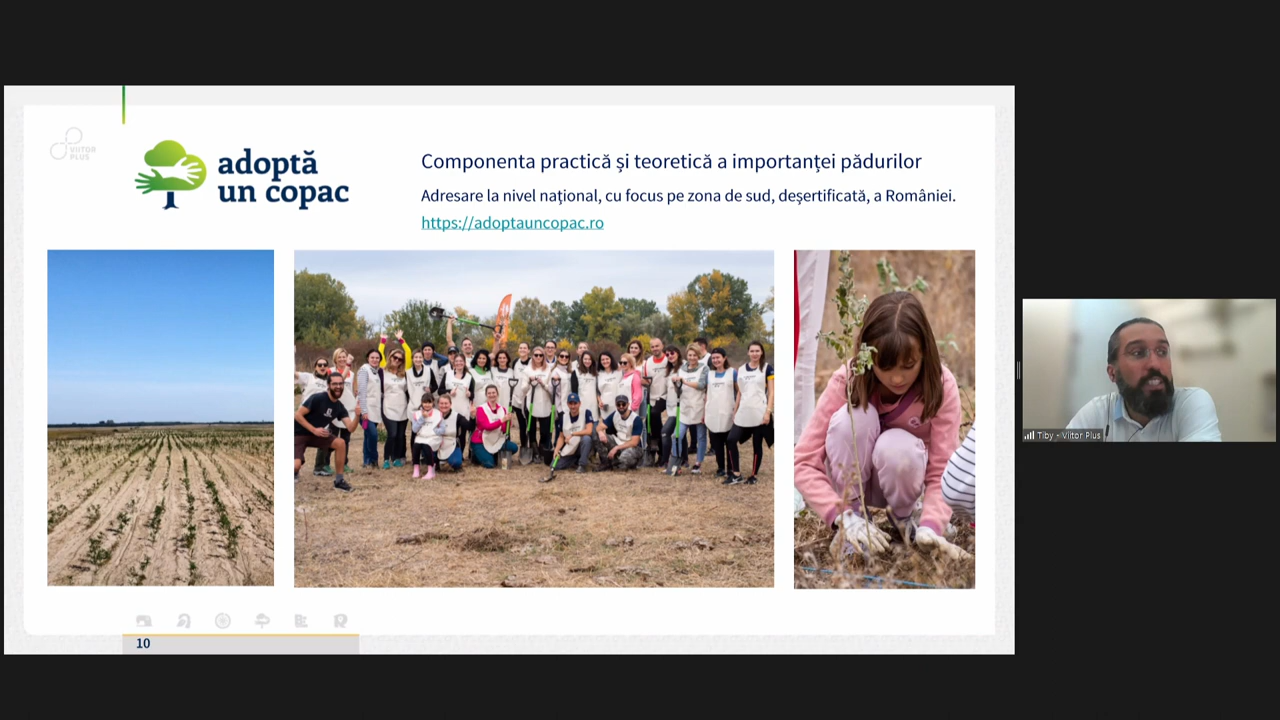 VIITOR
PLUS
adoptă
un copac
Componenta practică și teoretică a importanței pădurilor
Adresare la nivel național, cu focus pe zona de sud, deșertificată, a României.
https://adoptauncopac.ro
10
Tiby - Viitor Plus